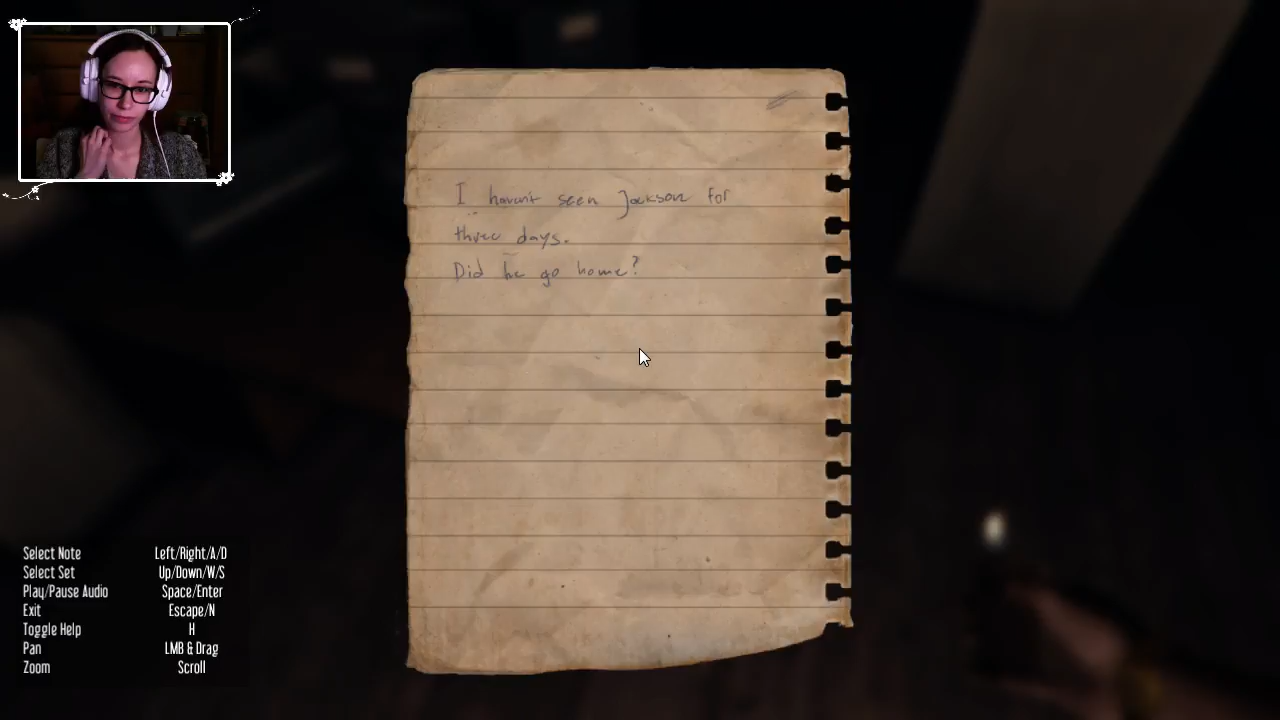 I haven't seen Jackson for
three days.
Did he go home?
Select Note Left/Right/A/D
Select Set Up/Down/W/S
Play/Pause Audio Space/Enter
Exit Escape/N
Toggle Help H
Pan LMB & Drag
Zoom Scroll